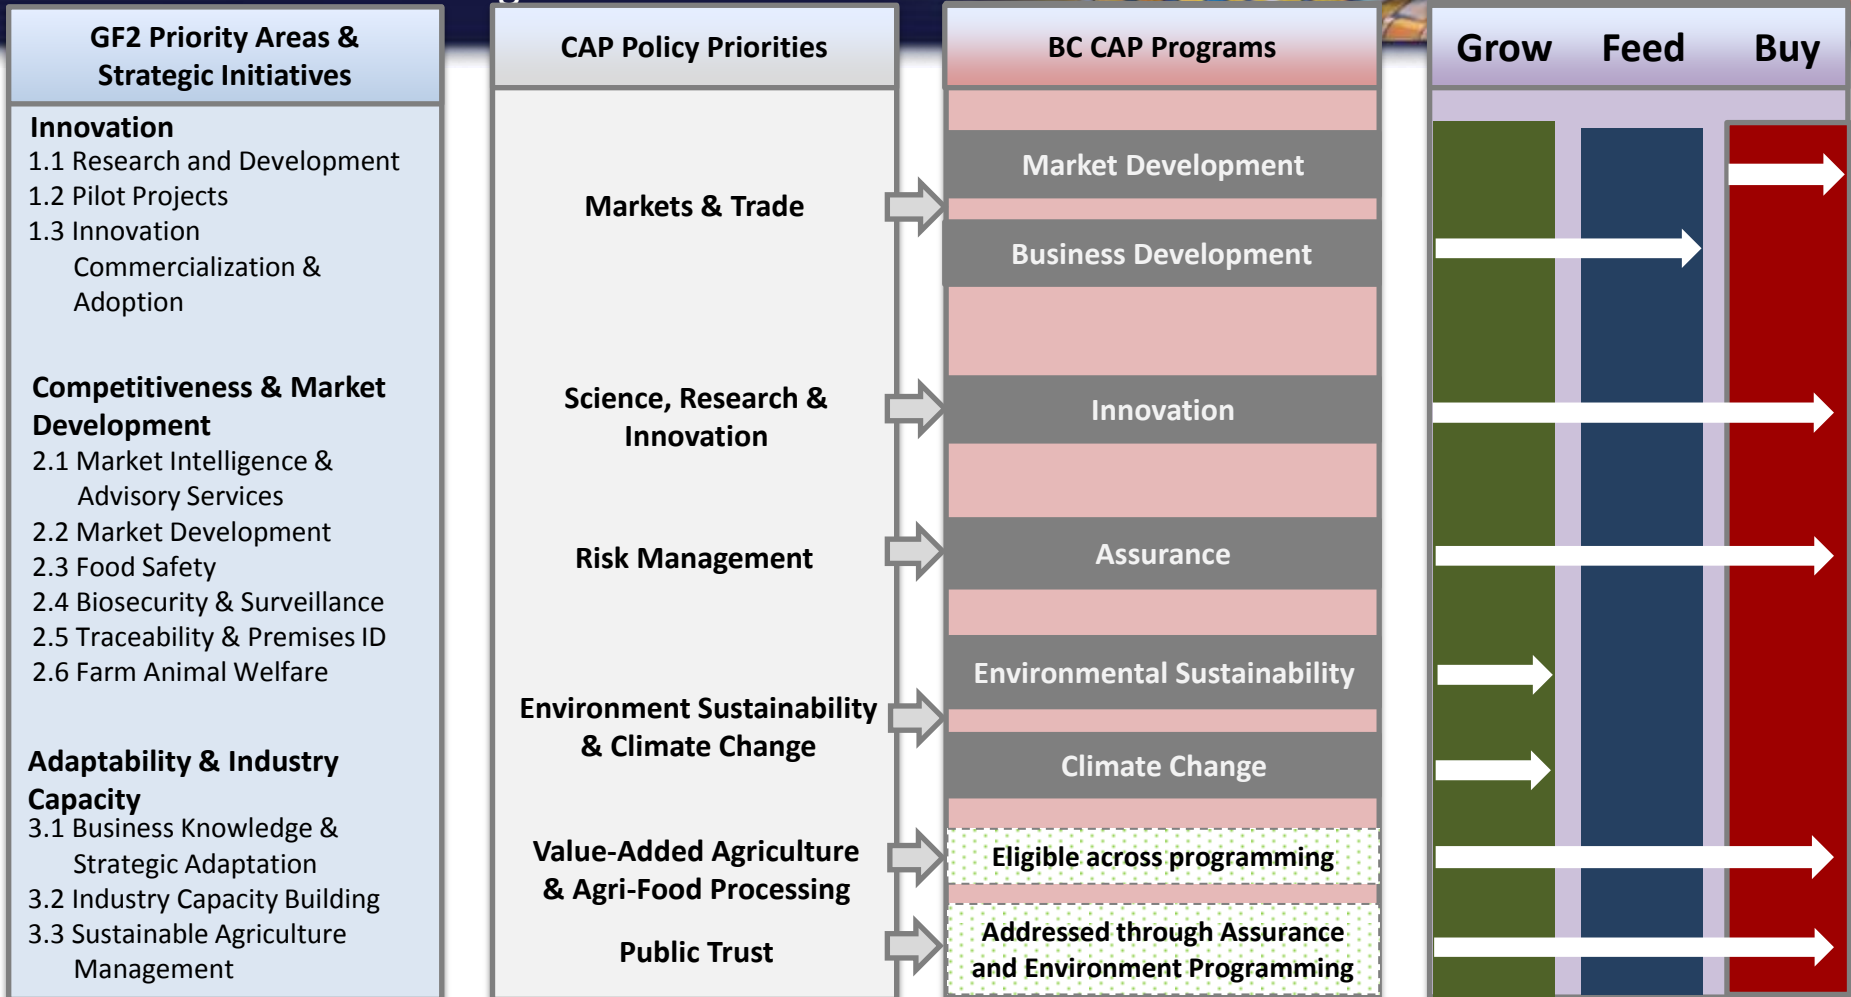 GF2 Priority Areas &
Strategic Initiatives
Innovation
1.1 Research and Development
1.2 Pilot Projects
1.3 Innovation
Commercialization &
Adoption
Competitiveness & Market
Development
2.1 Market Intelligence &
Advisory Services
2.2 Market Development
2.3 Food Safety
2.4 Biosecurity & Surveillance
2.5 Traceability & Premises ID
2.6 Farm Animal Welfare
Adaptability & Industry
Capacity
3.1 Business Knowledge &
Strategic Adaptation
3.2 Industry Capacity Building
3.3 Sustainable Agriculture
Management
CAP Policy Priorities
Markets & Trade
Science, Research &
Innovation
Risk Management
Environment Sustainability
& Climate Change
Value-Added Agriculture
& Agri-Food Processing
Public Trust
BC CAP Programs
Market Development
Business Development
Innovation
Assurance
Environmental Sustainability
Climate Change
Eligible across programming
Addressed through Assurance
and Environment Programming
Grow Feed Buy